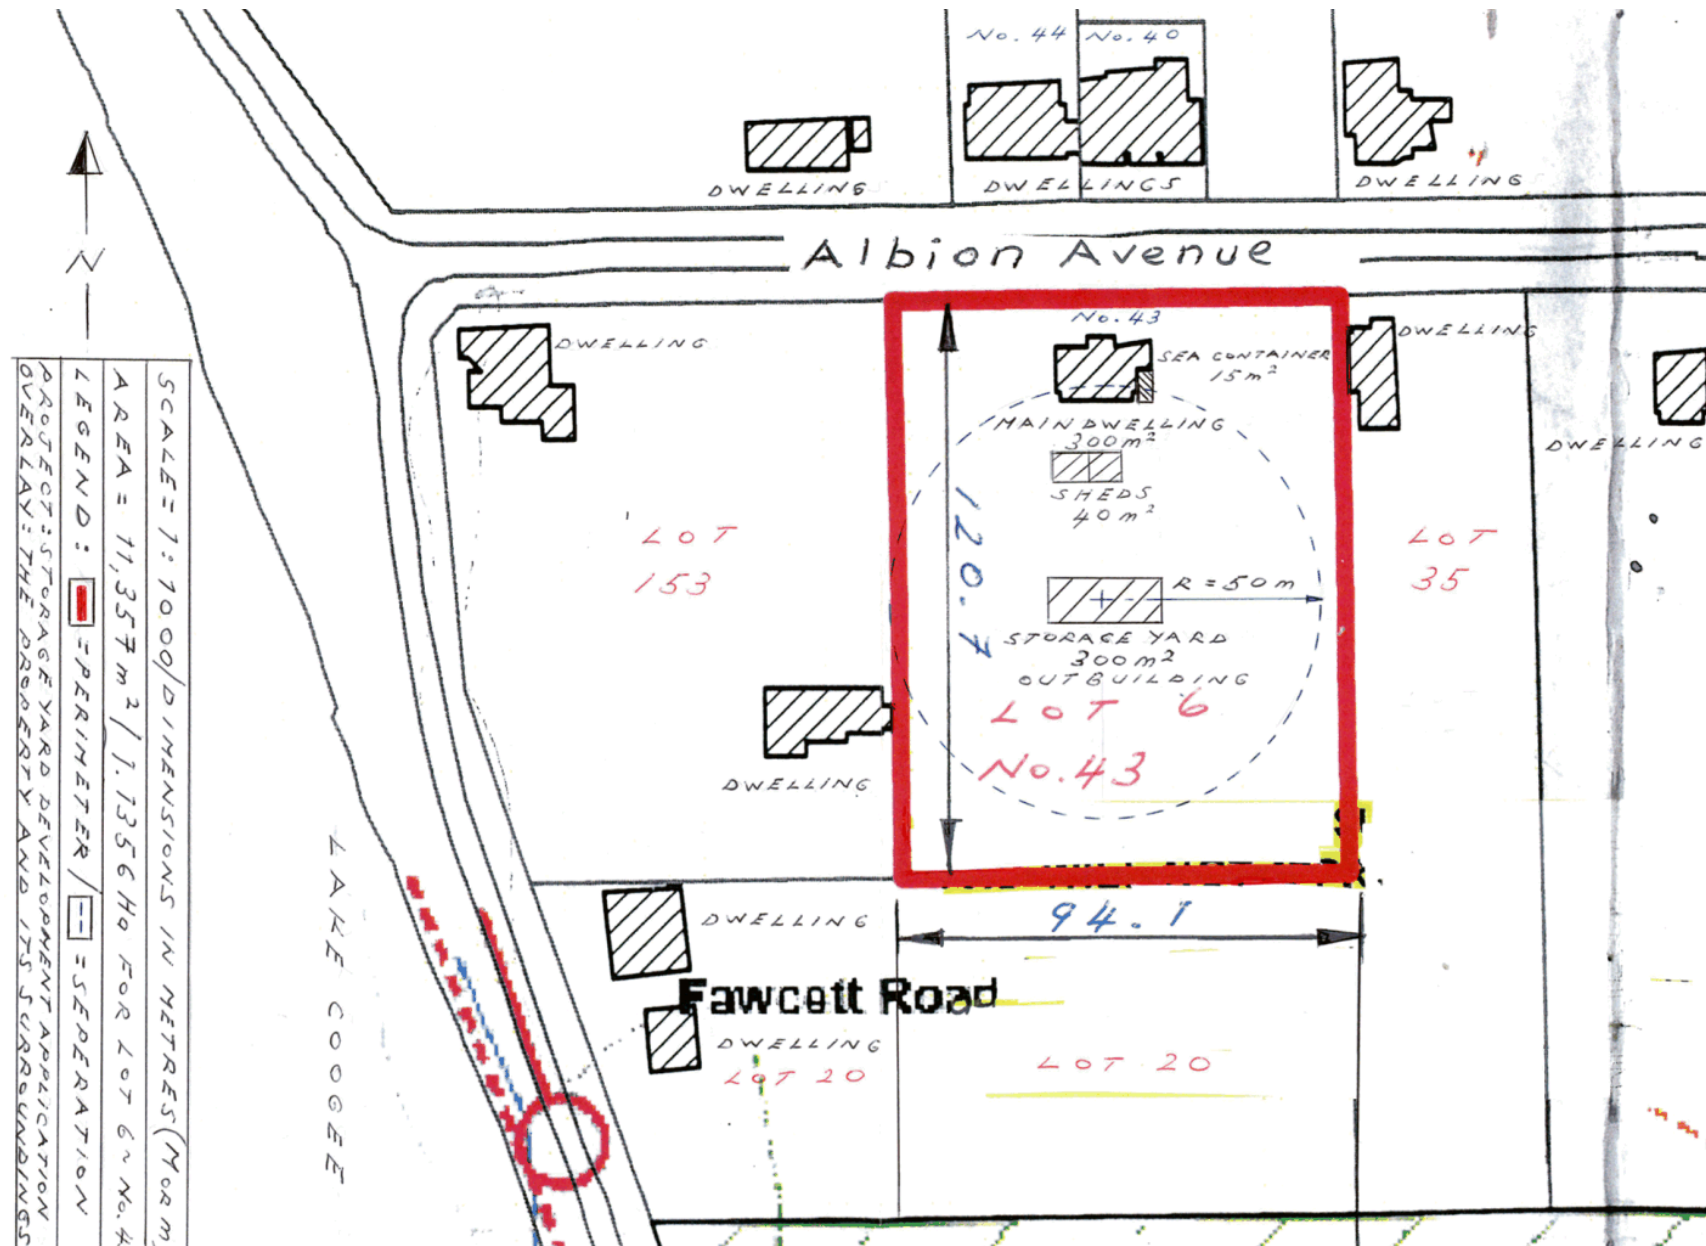 No. 44 No. 40
DWELLING
DWELLINGS
DWELLING
Albion Avenue
N
No. 43
DWELLING
DWELLING
SEA CONTAINER
15m²
MAIN DWELLING
300m²
DWELLING
SHEDS
40m²
LOT
153
120.7
R = 50m
LOT
35
STORAGE YARD
300m²
OUTBUILDING
LOT 6
No. 43
DWELLING
DWELLING
94.1
Fawcett Road
DWELLING
LOT 20
LOT 20
LAKE COOGEE
SCALE = 1:1000/DIMENSIONS IN METRES(M or m
AREA = 11,357m²/1.1356 Ha FOR LOT 6~No.4
LEGEND: =PERIMETER/ =SEPERATION
PROJECT: STORAGE YARD DEVELOPMENT APPLICATION
OVERLAY: THE PROPERTY AND ITS SURROUNDINGS